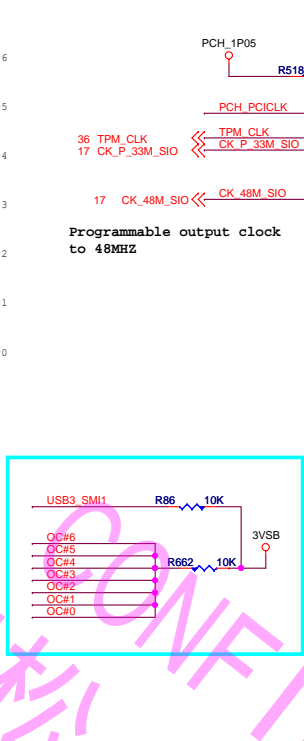 PCH_1P05
6
R518
5
PCH_PCICLK
36 TPM_CLK
TPM_CLK
17 CK_P_33M_SIO
CK_P_33M_SIO
4
17 CK_48M_SIO
CK_48M_SIO
3
Programmable output clock
to 48MHZ
2
1
0
USB3_SMI1
R86 10K
3VSB
OC#6
OC#5
OC#4
R662 10K
OC#3
OC#2
OC#1
OC#0
CONFI
松